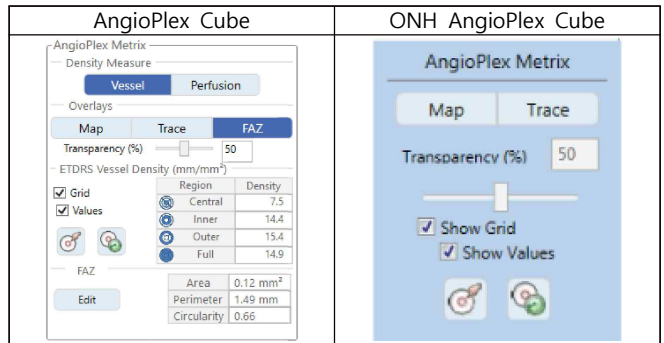 AngioPlex Cube
ONH AngioPlex Cube
AngioPlex Metrix
Density Measure
Vessel
Perfusion
Overlays
Map
Trace
FAZ
Transparency (%)
50
ETDRS Vessel Density (mm/mm²)
Grid
Values
Region Density
Central 7.5
Inner 14.4
Outer 15.4
Full 14.9
FAZ
Edit
Area 0.12 mm²
Perimeter 1.49 mm
Circularity 0.66
AngioPlex Metrix
Map
Trace
Transparency (%)
50
Show Grid
Show Values